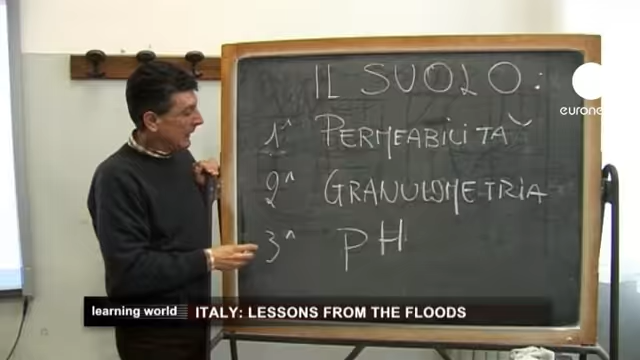 IL SUOLO:
euronews
1^ PERMEABILITÀ
2^ GRANULOMETRIA
3^ PH
learning world ITALY: LESSONS FROM THE FLOODS